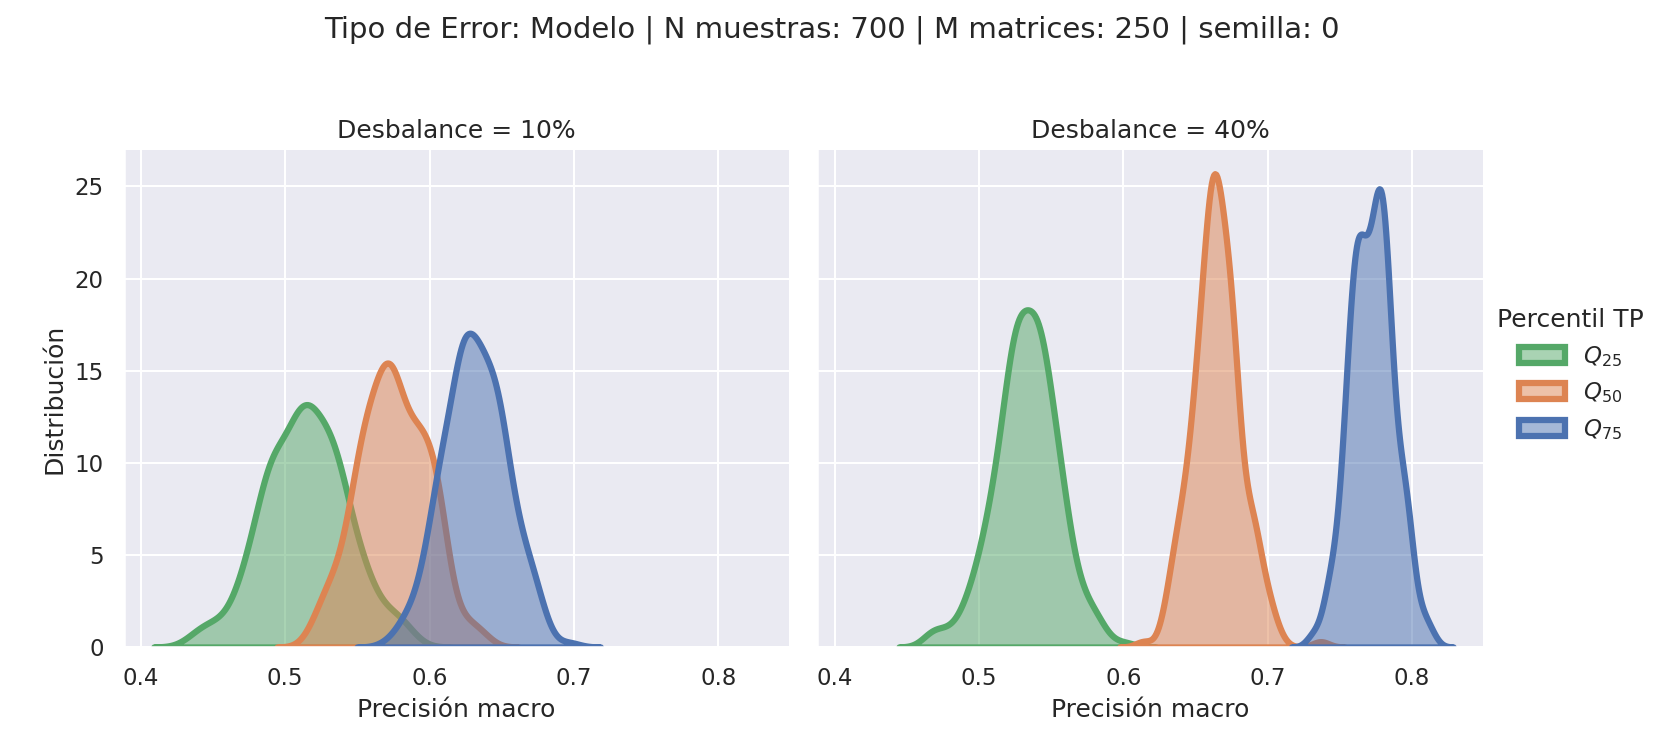 Tipo de Error: Modelo | N muestras: 700 | M matrices: 250 | semilla: 0
Desbalance = 10%
Desbalance = 40%
Distribución
25
20
15
10
5
0
0.4 0.5 0.6 0.7 0.8
0.4 0.5 0.6 0.7 0.8
Precisión macro
Precisión macro
Percentil TP
Q25
Q50
Q75